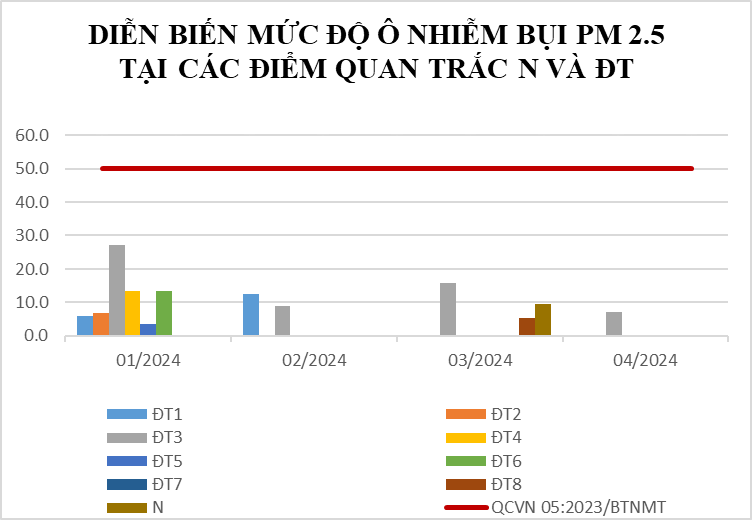 DIỄN BIẾN MỨC ĐỘ Ô NHIỄM BỤI PM 2.5
TẠI CÁC ĐIỂM QUAN TRẮC N VÀ ĐT
60.0
50.0
40.0
30.0
20.0
10.0
0.0
01/2024 02/2024 03/2024 04/2024
ĐT1 ĐT2
ĐT3 ĐT4
ĐT5 ĐT6
ĐT7 ĐT8
N QCVN 05:2023/BTNMT